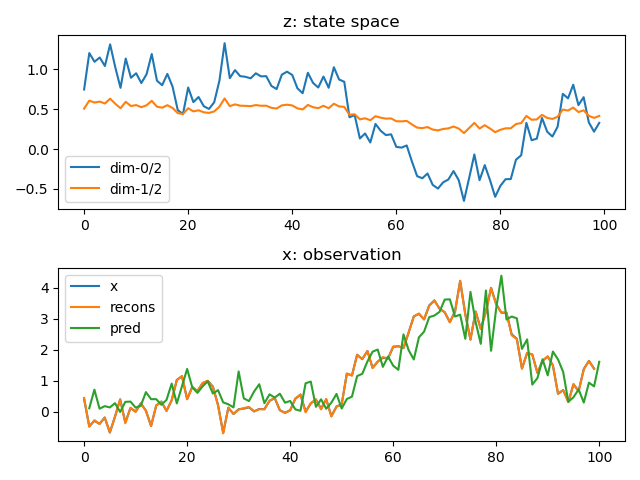 z: state space
1.0
0.5
0.0
−0.5
dim-0/2
dim-1/2
0 20 40 60 80 100
x: observation
4
3
2
1
0
x
recons
pred
0 20 40 60 80 100